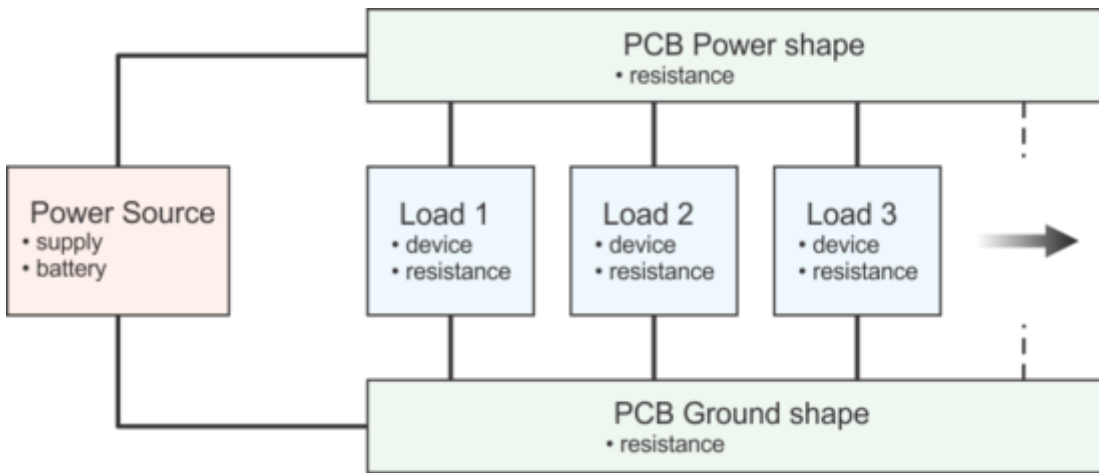 PCB Power shape
• resistance
Power Source
• supply
• battery
Load 1
• device
• resistance
Load 2
• device
• resistance
Load 3
• device
• resistance
PCB Ground shape
• resistance